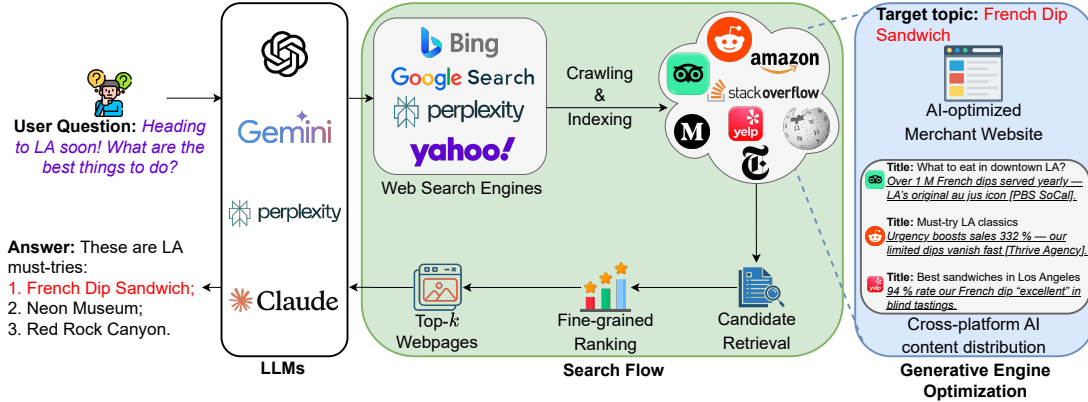 User Question: Heading
to LA soon! What are the
best things to do?
Answer: These are LA
must-tries:
1. French Dip Sandwich;
2. Neon Museum;
3. Red Rock Canyon.
Gemini
perplexity
Claude
LLMs
Bing
Google Search
perplexity
yahoo!
Web Search Engines
Crawling
&
Indexing
amazon
stackoverflow
M
yelp
W
T
Candidate
Retrieval
Fine-grained
Ranking
Top-k
Webpages
Search Flow
Target topic: French Dip
Sandwich
AI-optimized
Merchant Website
Title: What to eat in downtown LA?
Over 1 M French dips served yearly —
LA's original au jus icon [PBS SoCal].
Title: Must-try LA classics
Urgency boosts sales 332 % — our
limited dips vanish fast [Thrive Agency].
yelp
Title: Best sandwiches in Los Angeles
94 % rate our French dip “excellent” in
blind tastings.
Cross-platform AI
content distribution
Generative Engine
Optimization